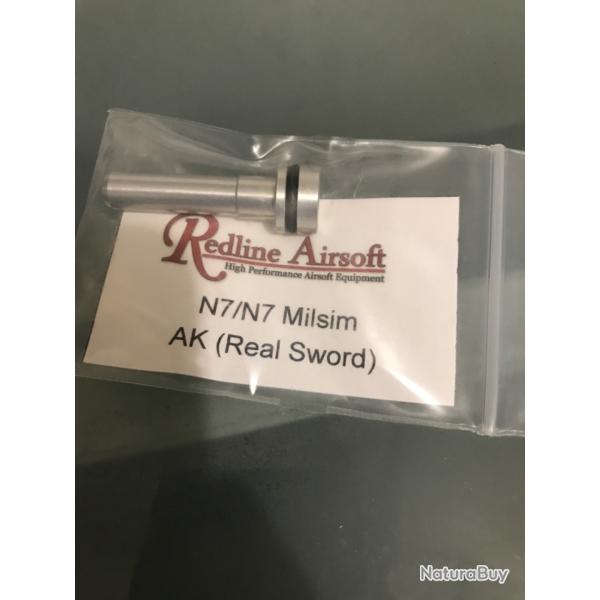 Redline Airsoft
High Performance Airsoft Equipment
N7/N7 Milsim
AK (Real Sword)
NaturaBuy